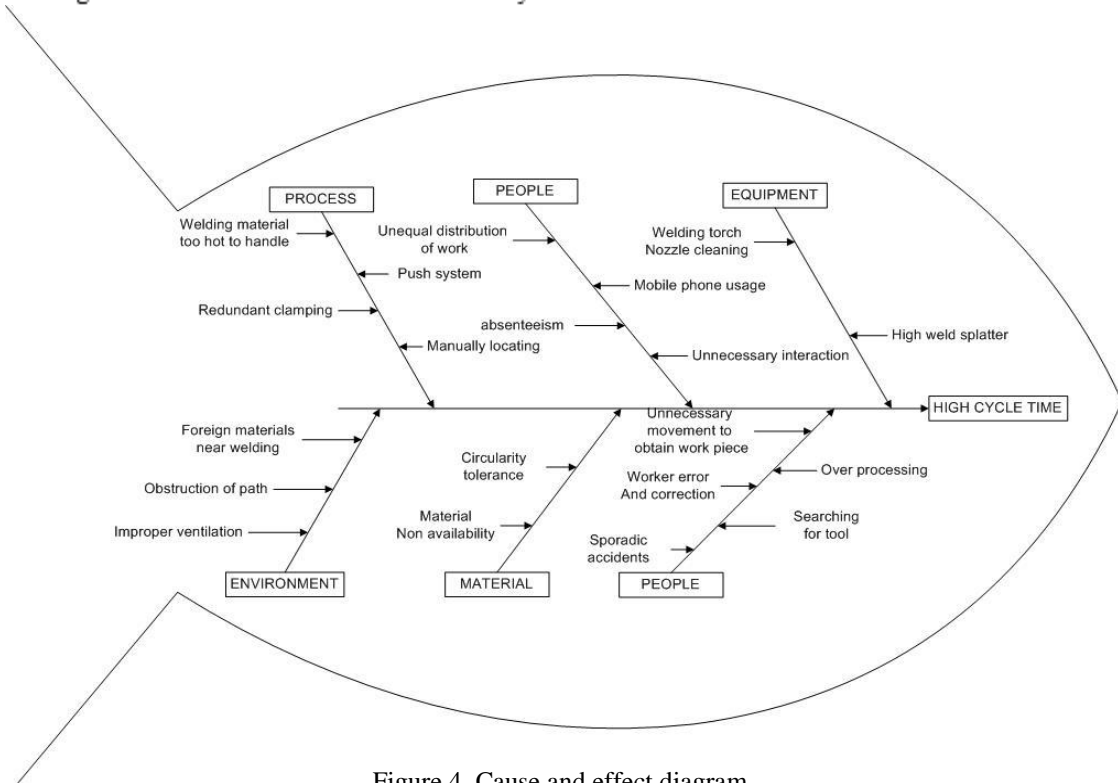 PROCESS
PEOPLE
EQUIPMENT
Welding material
too hot to handle
Push system
Redundant clamping
Manually locating
Unequal distribution
of work
Mobile phone usage
absenteeism
Unnecessary interaction
Welding torch
Nozzle cleaning
High weld splatter
HIGH CYCLE TIME
Foreign materials
near welding
Obstruction of path
Improper ventilation
ENVIRONMENT
Circularity
tolerance
Material
Non availability
MATERIAL
Unnecessary
movement to
obtain work piece
Over processing
Worker error
And correction
Searching
for tool
Sporadic
accidents
PEOPLE
Figure 4. Cause and effect diagram